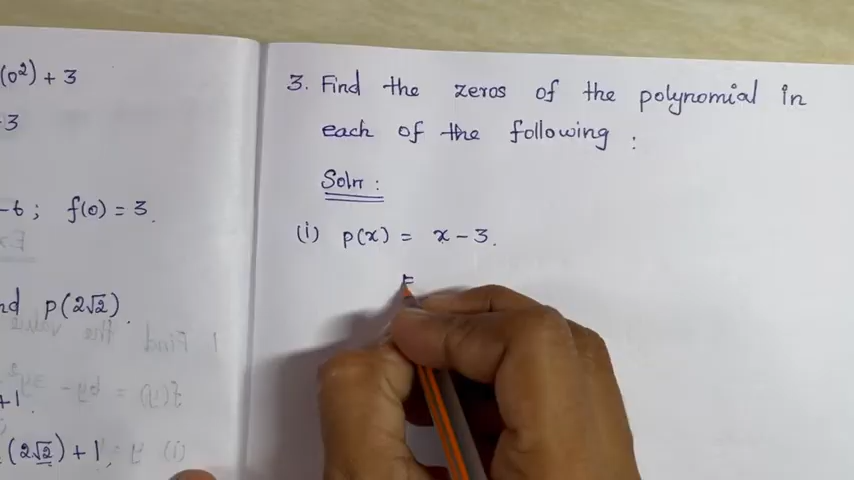 (0²) + 3
3
-6 ; f(0) = 3.
nd p(2√2).
+1.
(2√2) + 1,
3. Find the zeros of the polynomial in
each of the following :
Soln :
(i) p(x) = x - 3.
=